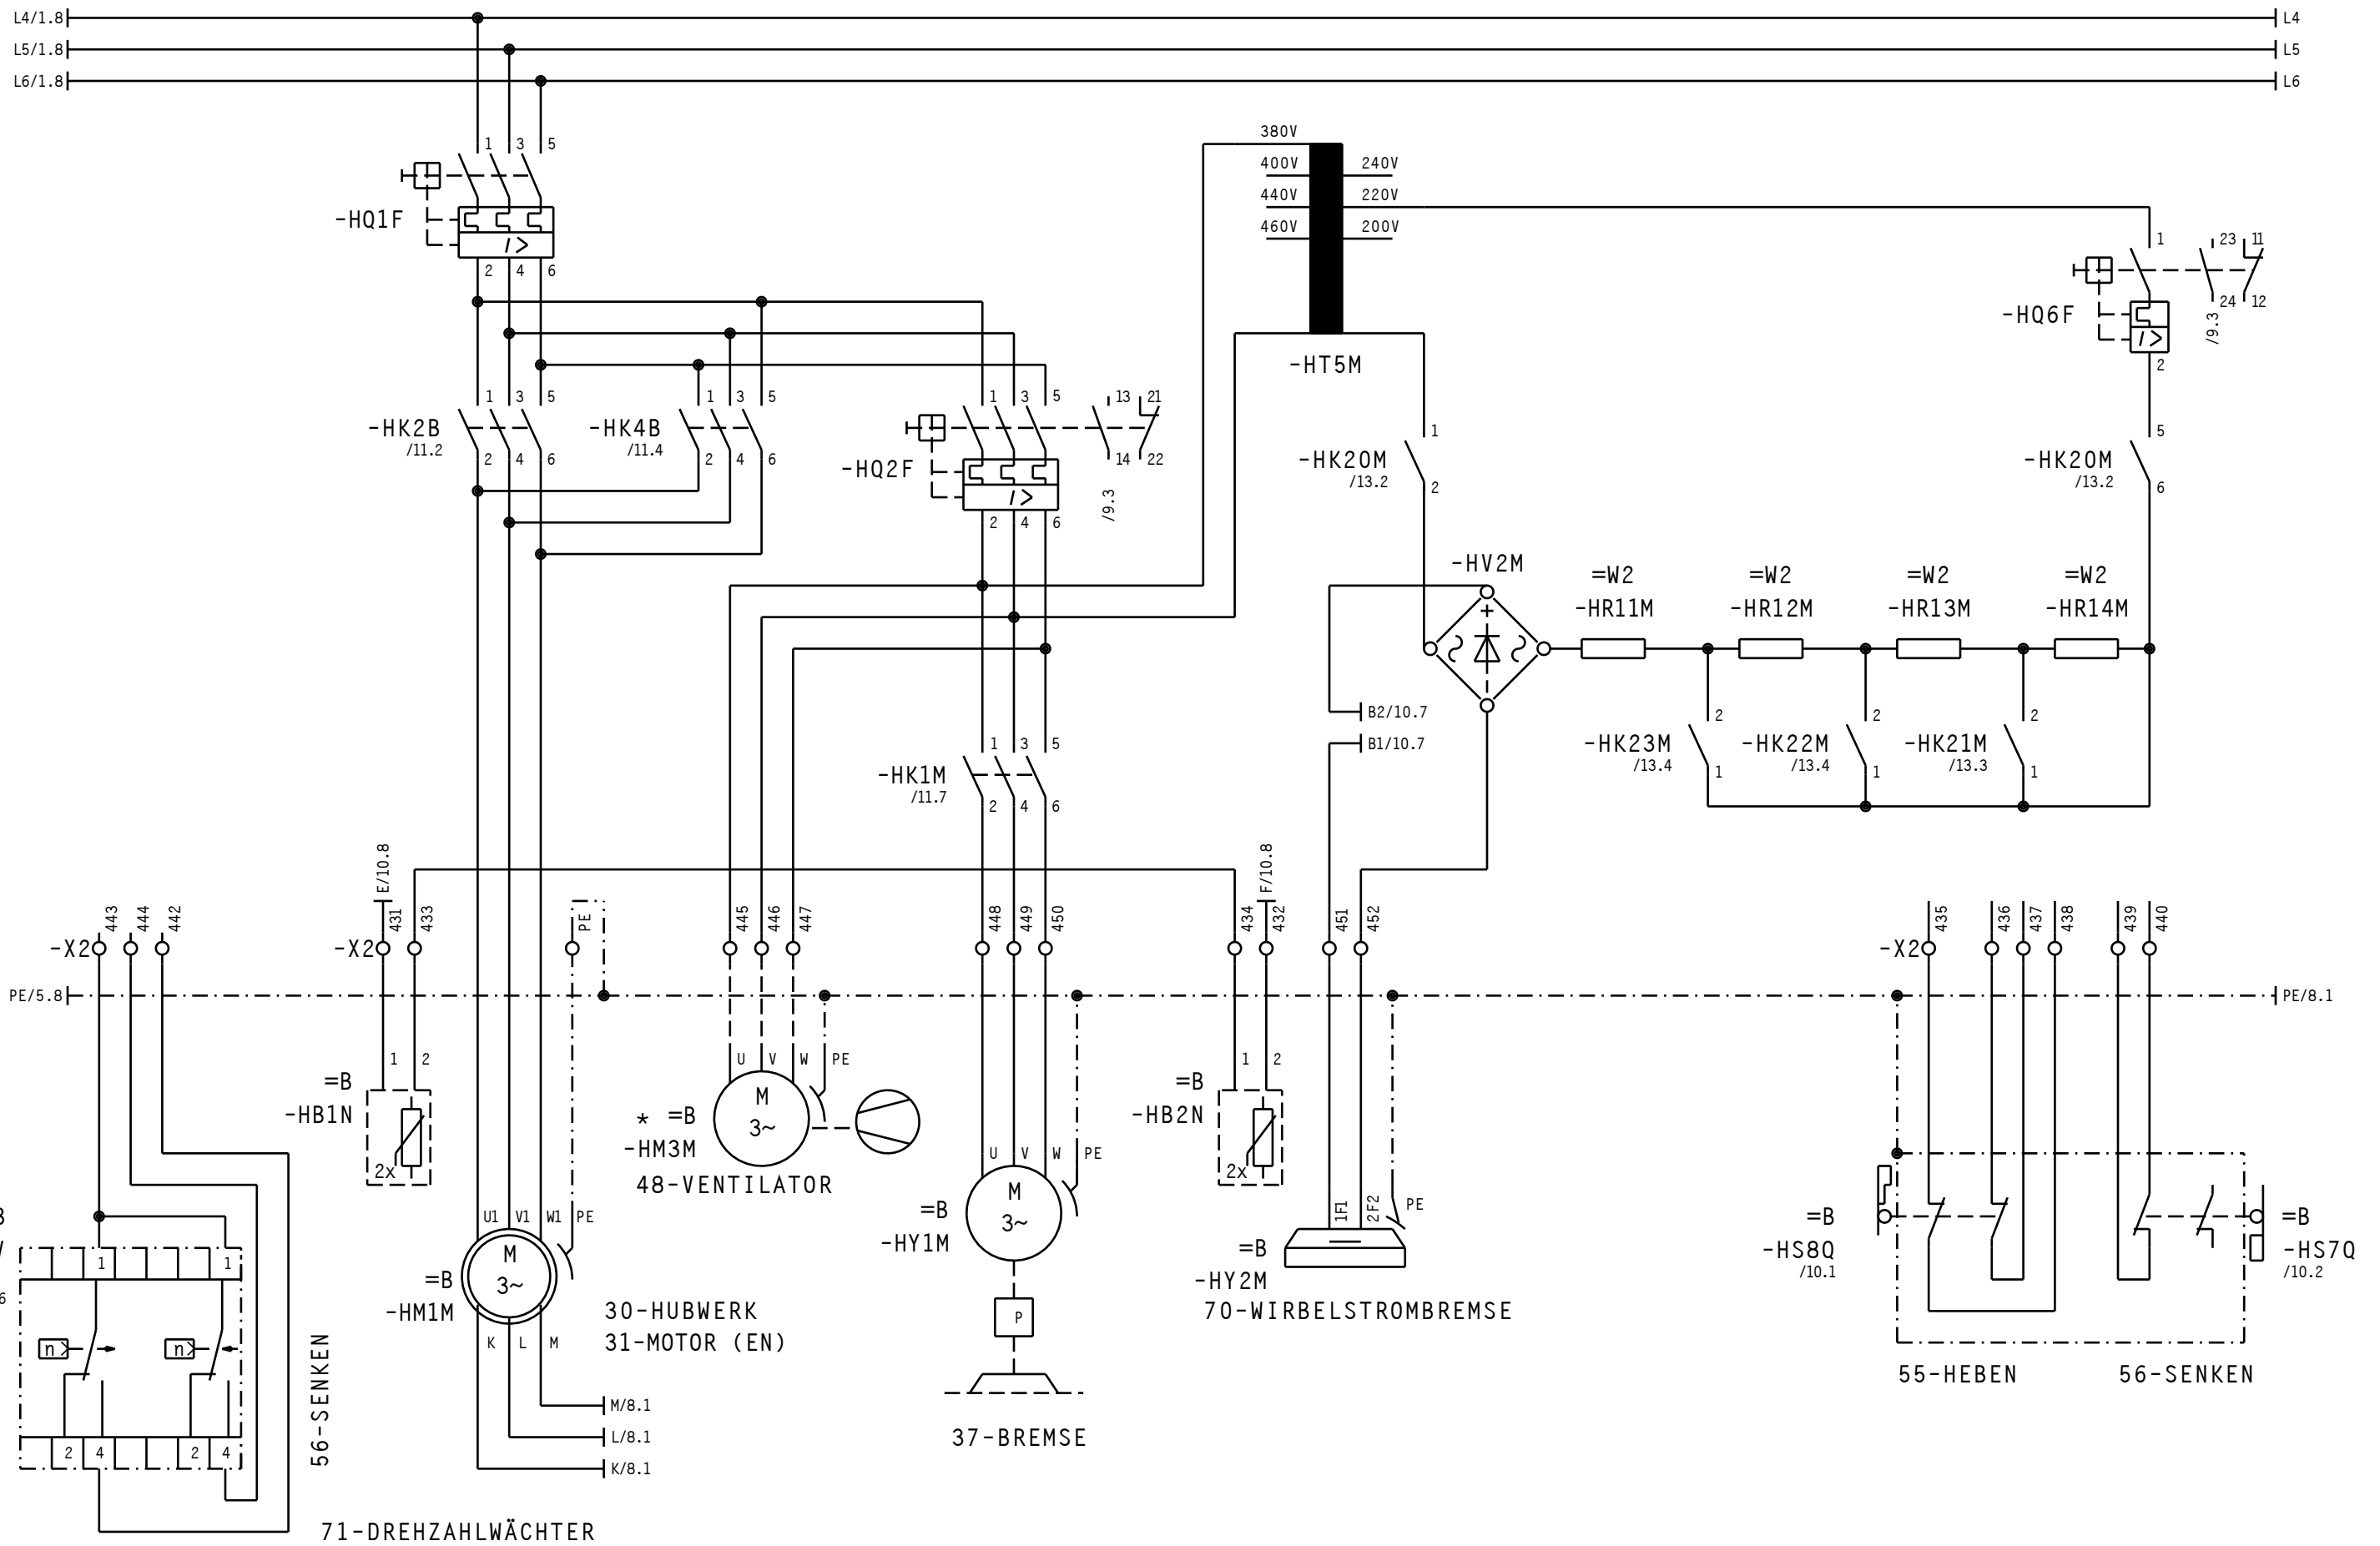 L4/1.8
L4
L5/1.8
L5
L6/1.8
L6
380V
1 3 5
400V 240V
440V 220V
-HQ1F
I >
460V 200V
1 23 11
2 4 6
24 12
-HQ6F
I >
/9.3
-HT5M
2
1 3 5
1 3 5
1 3 5
13 21
-HK2B
/11.2
-HK4B
/11.4
1
5
2 4 6
2 4 6
14 22
-HQ2F
I >
/9.3
-HK20M
/13.2
2
-HK20M
/13.2
6
2 4 6
-HV2M
=W2
-HR11M
=W2
-HR12M
=W2
-HR13M
=W2
-HR14M
+
B2/10.7
B1/10.7
2
2
2
-HK23M
/13.4
-HK22M
/13.4
-HK21M
/13.3
1
1
1
1 3 5
-HK1M
/11.7
2 4 6
E/10.8
F/10.8
443 444 442
431 433
PE
445 446 447
448 449 450
434 432
451 452
435 436 437 438 439 440
-X2
-X2
-X2
PE/5.8
PE/8.1
1 2
=B
-HB1N
2x
U V W PE
M
3~
* =B
-HM3M
48-VENTILATOR
1 2
=B
-HB2N
2x
U V W PE
M
3~
=B
-HY1M
P
37-BREMSE
1F1
2F2
PE
=B
-HY2M
70-WIRBELSTROMBREMSE
=B
-HS8Q
/10.1
=B
-HS7Q
/10.2
55-HEBEN
56-SENKEN
U1 V1 W1 PE
M
3~
=B
-HM1M
K L M
30-HUBWERK
31-MOTOR (EN)
M/8.1
L/8.1
K/8.1
1 1
6
n> n>
2 4 2 4
56-SENKEN
71-DREHZAHLWÄCHTER